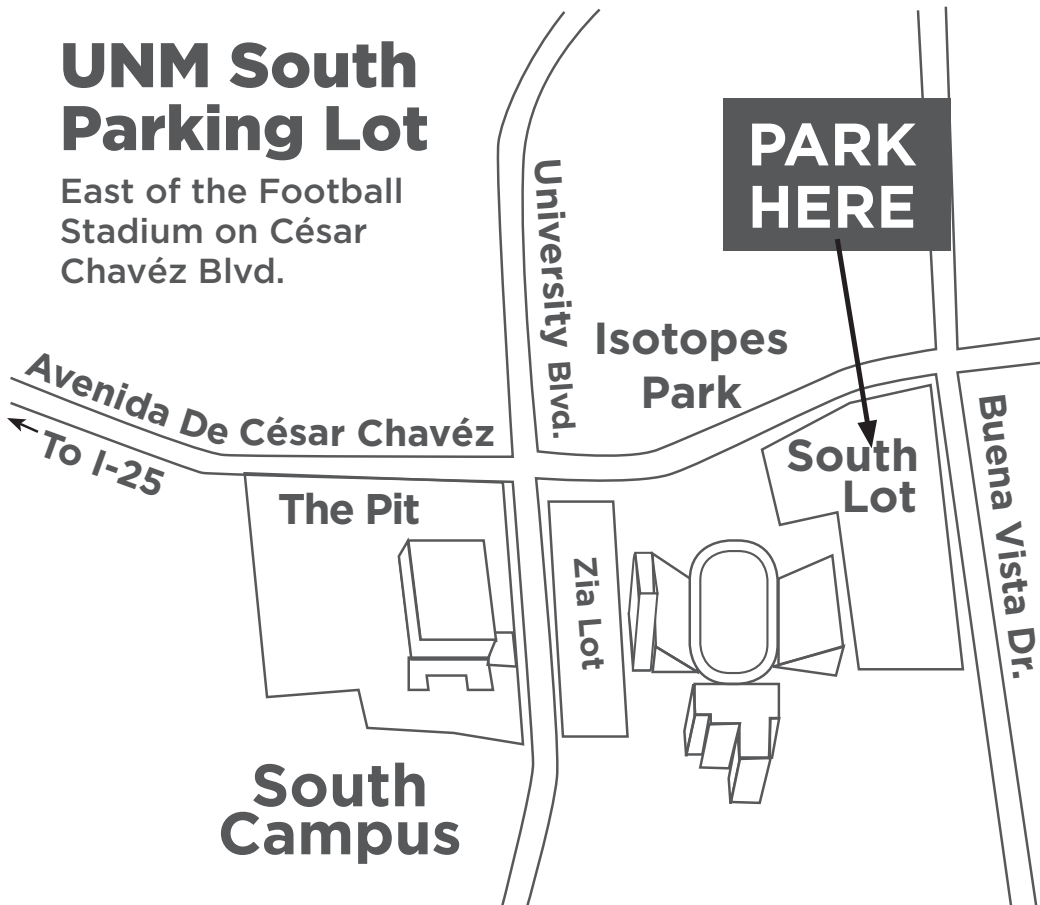 UNM South
Parking Lot
East of the Football
Stadium on César
Chavéz Blvd.
PARK
HERE
University Blvd.
Isotopes
Park
Avenida De César Chavéz
To I-25
The Pit
South
Lot
Zia Lot
Buena Vista Dr.
South
Campus